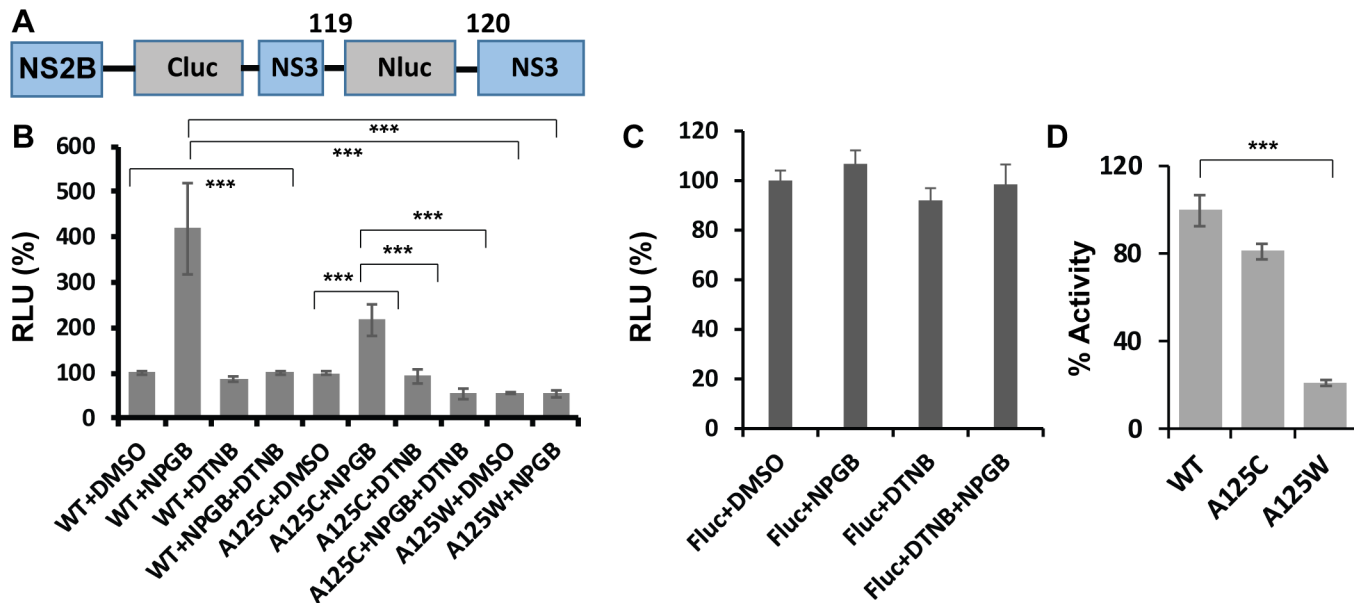 A
119 120
NS2B Cluc NS3 Nluc NS3
B
RLU (%)
600
500
400
300
200
100
0
***
***
***
***
***
***
WT+DMSO
WT+NPGB
WT+DTNB
WT+NPGB+DTNB
A125C+DMSO
A125C+NPGB
A125C+DTNB
A125C+NPGB+DTNB
A125W+DMSO
A125W+NPGB
C
RLU (%)
120
100
80
60
40
20
0
Fluc+DMSO
Fluc+NPGB
Fluc+DTNB
Fluc+DTNB+NPGB
D
% Activity
***
120
80
40
0
WT
A125C
A125W